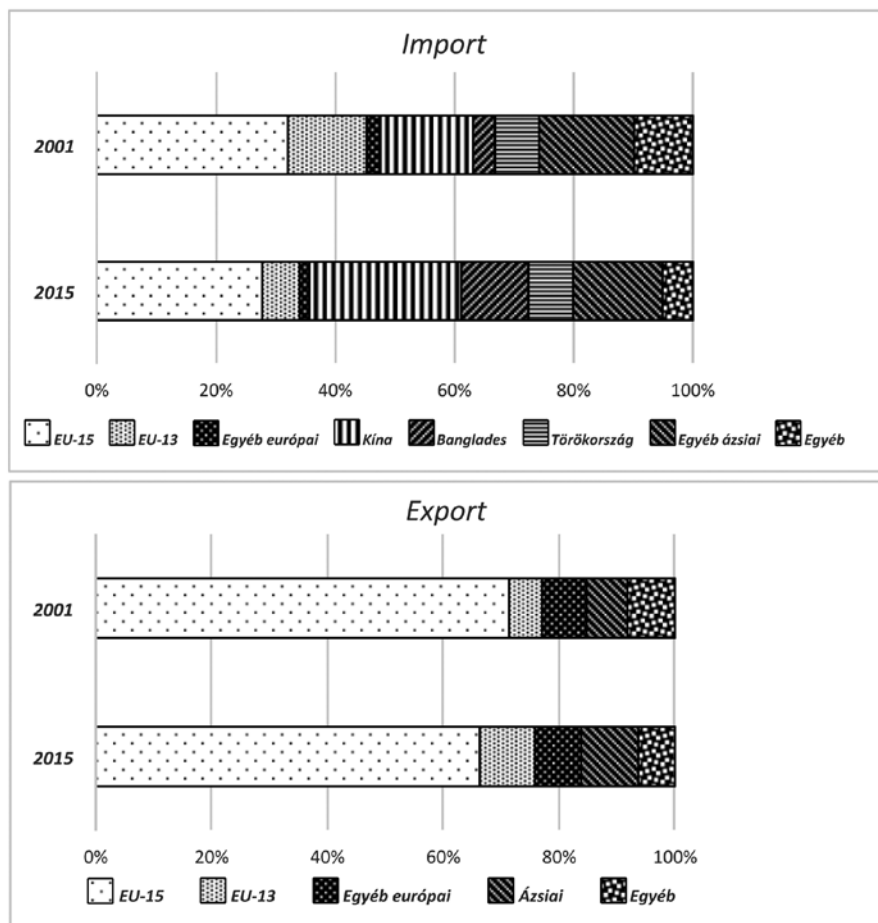 Import
2001
2015
0% 20% 40% 60% 80% 100%
EU-15 EU-13 Egyéb európai Kína Banglades Törökország Egyéb ázsiai Egyéb
Export
2001
2015
0% 20% 40% 60% 80% 100%
EU-15 EU-13 Egyéb európai Ázsiai Egyéb